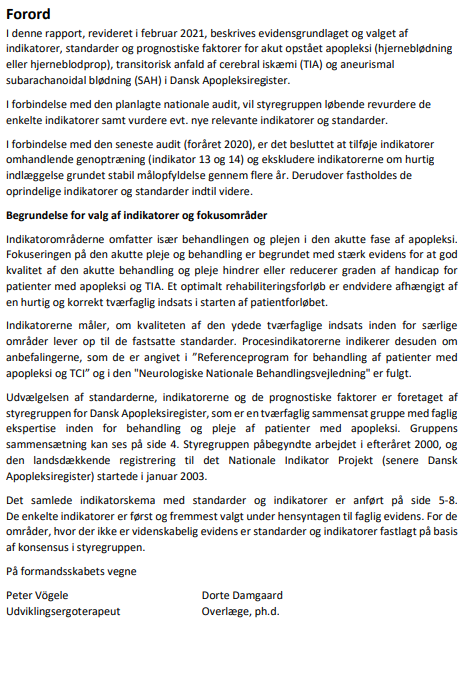 Forord
I denne rapport, revideret i februar 2021, beskrives evidensgrundlaget og valget af
indikatorer, standarder og prognostiske faktorer for akut opstået apopleksi (hjerneblødning
eller hjerneblodprop), transitorisk anfald af cerebral iskæmi (TIA) og aneurismal
subarachanoidal blødning (SAH) i Dansk Apopleksiregister.
I forbindelse med den planlagte nationale audit, vil styregruppen løbende revurdere de
enkelte indikatorer samt vurdere evt. nye relevante indikatorer og standarder.
I forbindelse med den seneste audit (foråret 2020), er det besluttet at tilføje indikatorer
omhandlende genoptræning (indikator 13 og 14) og ekskludere indikatorerne om hurtig
indlæggelse grundet stabil målopfyldelse gennem flere år. Derudover fastholdes de
oprindelige indikatorer og standarder indtil videre.
Begrundelse for valg af indikatorer og fokusområder
Indikatorområderne omfatter især behandlingen og plejen i den akutte fase af apopleksi.
Fokuseringen på den akutte pleje og behandling er begrundet med stærk evidens for at god
kvalitet af den akutte behandling og pleje hindrer eller reducerer graden af handicap for
patienter med apopleksi og TIA. Et optimalt rehabiliteringsforløb er endvidere afhængigt af
en hurtig og korrekt tværfaglig indsats i starten af patientforløbet.
Indikatorerne måler, om kvaliteten af den ydede tværfaglige indsats inden for særlige
områder lever op til de fastsatte standarder. Procesindikatorerne indikerer desuden om
anbefalingerne, som de er angivet i ”Referenceprogram for behandling af patienter med
apopleksi og TCI” og i den "Neurologiske Nationale Behandlingsvejledning" er fulgt.
Udvælgelsen af standarderne, indikatorerne og de prognostiske faktorer er foretaget af
styregruppen for Dansk Apopleksiregister, som er en tværfaglig sammensat gruppe med faglig
ekspertise inden for behandling og pleje af patienter med apopleksi. Gruppens
sammensætning kan ses på side 4. Styregruppen påbegyndte arbejdet i efteråret 2000, og
den landsdækkende registrering til det Nationale Indikator Projekt (senere Dansk
Apopleksiregister) startede i januar 2003.
Det samlede indikatorskema med standarder og indikatorer er anført på side 5-8.
De enkelte indikatorer er først og fremmest valgt under hensyntagen til faglig evidens. For de
områder, hvor der ikke er videnskabelig evidens er standarder og indikatorer fastlagt på basis
af konsensus i styregruppen.
På formandsskabets vegne
Peter Vögele Dorte Damgaard
Udviklingsergoterapeut Overlæge, ph.d.